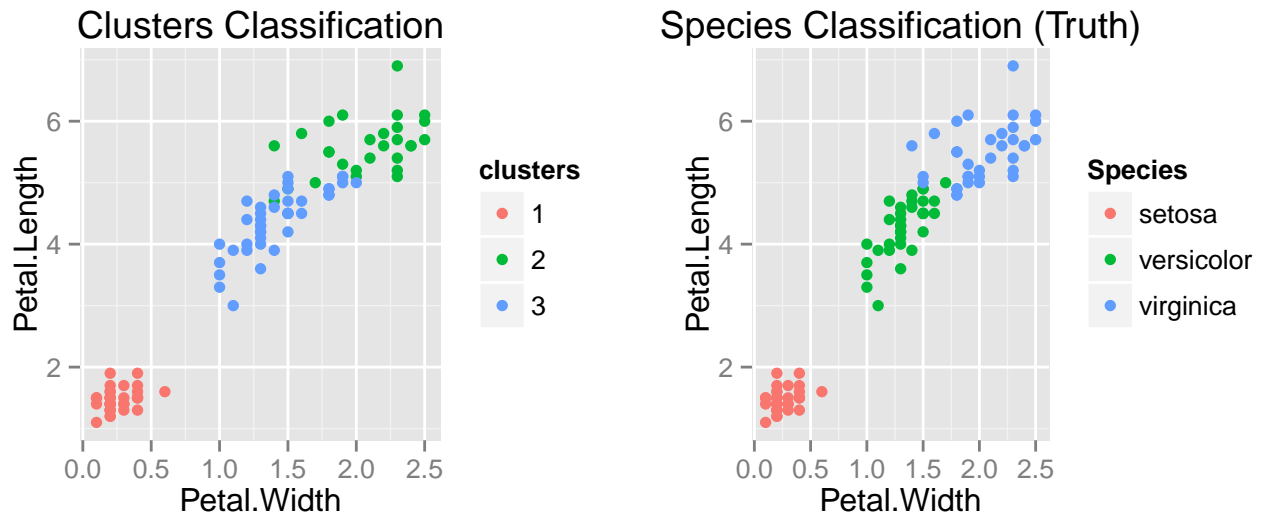 Clusters Classification
Petal.Length
6
4
2
0.0 0.5 1.0 1.5 2.0 2.5
Petal.Width
clusters
1
2
3
Species Classification (Truth)
Petal.Length
6
4
2
0.0 0.5 1.0 1.5 2.0 2.5
Petal.Width
Species
setosa
versicolor
virginica